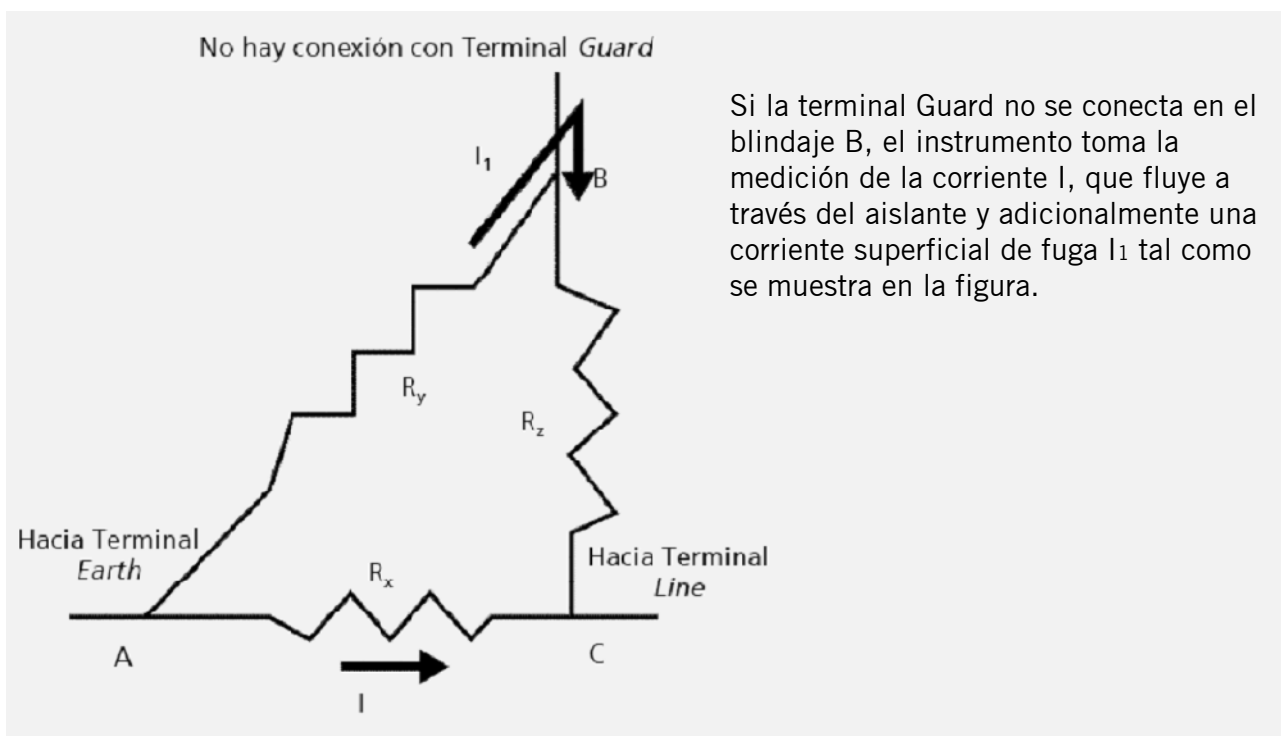 No hay conexión con Terminal Guard
Si la terminal Guard no se conecta en el
blindaje B, el instrumento toma la
medición de la corriente I, que fluye a
través del aislante y adicionalmente una
corriente superficial de fuga I1 tal como
se muestra en la figura.
I1
B
Ry
Rz
Hacia Terminal
Earth
Rx
Hacia Terminal
Line
A
C
I